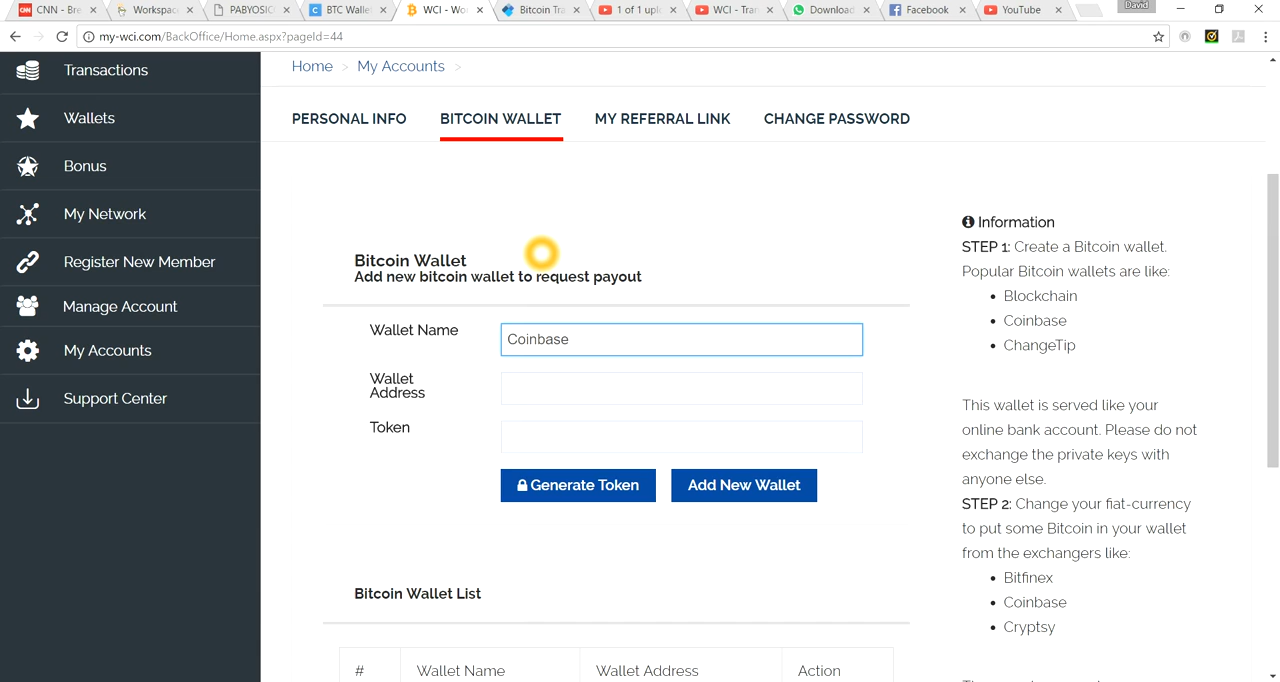 CNN - Bre
Workspac
PABYOSIC
BTC Walle
WCI - Wo
Bitcoin Tra
1 of 1 uplo
WCI - Tran
Download
Facebook
YouTube
David
my-wci.com/BackOffice/Home.aspx?pageId=44
Transactions
Wallets
Bonus
My Network
Register New Member
Manage Account
My Accounts
Support Center
Home > My Accounts >
PERSONAL INFO
BITCOIN WALLET
MY REFERRAL LINK
CHANGE PASSWORD
Bitcoin Wallet
Add new bitcoin wallet to request payout
Wallet Name
Coinbase
Wallet
Address
Token
Generate Token
Add New Wallet
Bitcoin Wallet List
# Wallet Name Wallet Address Action
Information
STEP 1: Create a Bitcoin wallet.
Popular Bitcoin wallets are like:
• Blockchain
• Coinbase
• ChangeTip
This wallet is served like your
online bank account. Please do not
exchange the private keys with
anyone else.
STEP 2: Change your fiat-currency
to put some Bitcoin in your wallet
from the exchangers like:
• Bitfinex
• Coinbase
• Cryptsy